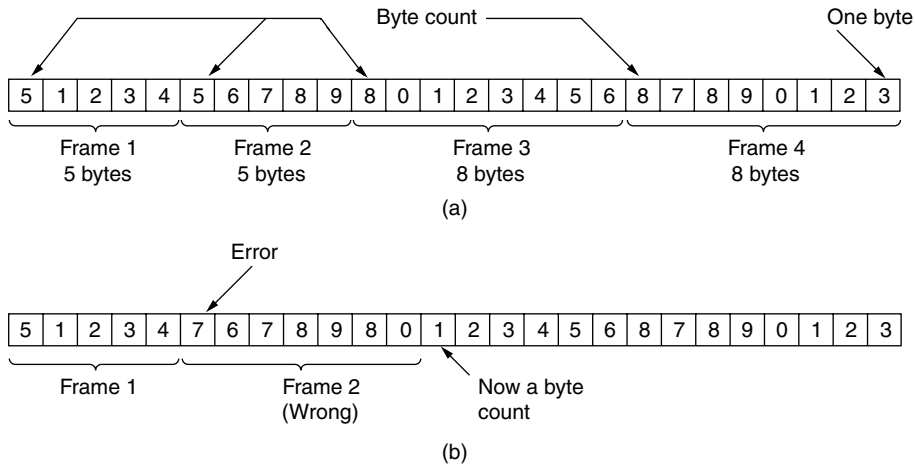 Byte count One byte
5 1 2 3 4 5 6 7 8 9 8 0 1 2 3 4 5 6 8 7 8 9 0 1 2 3
Frame 1 Frame 2 Frame 3 Frame 4
5 bytes 5 bytes 8 bytes 8 bytes
(a)
Error
5 1 2 3 4 7 6 7 8 9 8 0 1 2 3 4 5 6 8 7 8 9 0 1 2 3
Frame 1 Frame 2 Now a byte
(Wrong) count
(b)